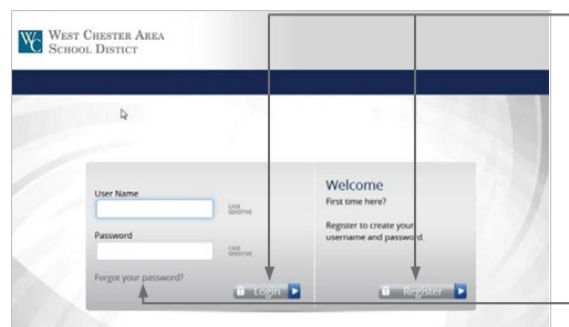 WEST CHESTER AREA
SCHOOL DISTICT
User Name
CASE
SENSITIVE
Password
CASE
SENSITIVE
Forgot your password?
Login
Welcome
First time here?
Register to create your
username and password.
Register